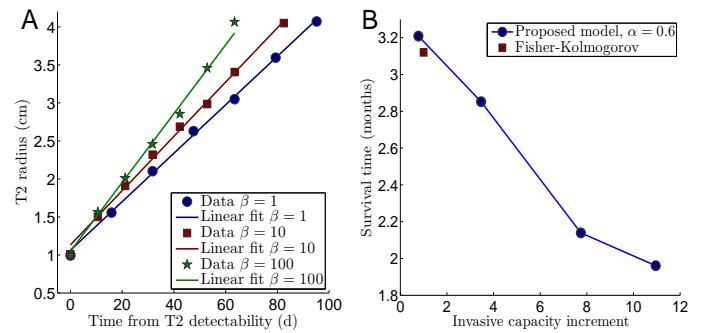 A
4.5
4
3.5
3
2.5
2
1.5
1
0.5
0
20
40
60
80
100
T2 radius (cm)
Time from T2 detectability (d)
Data β = 1
Linear fit β = 1
Data β = 10
Linear fit β = 10
Data β = 100
Linear fit β = 100
B
3.2
3
2.8
2.6
2.4
2.2
2
1.8
0
2
4
6
8
10
12
Survival time (months)
Invasive capacity increment
Proposed model, α = 0.6
Fisher-Kolmogorov